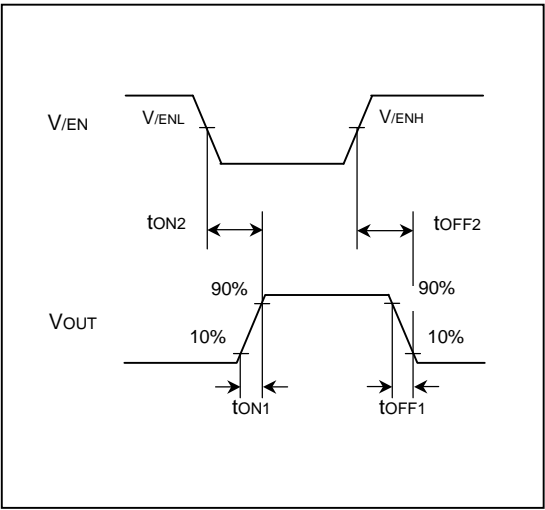 V/EN
V/ENL
V/ENH
tON2
tOFF2
90%
90%
VOUT
10%
10%
tON1
tOFF1